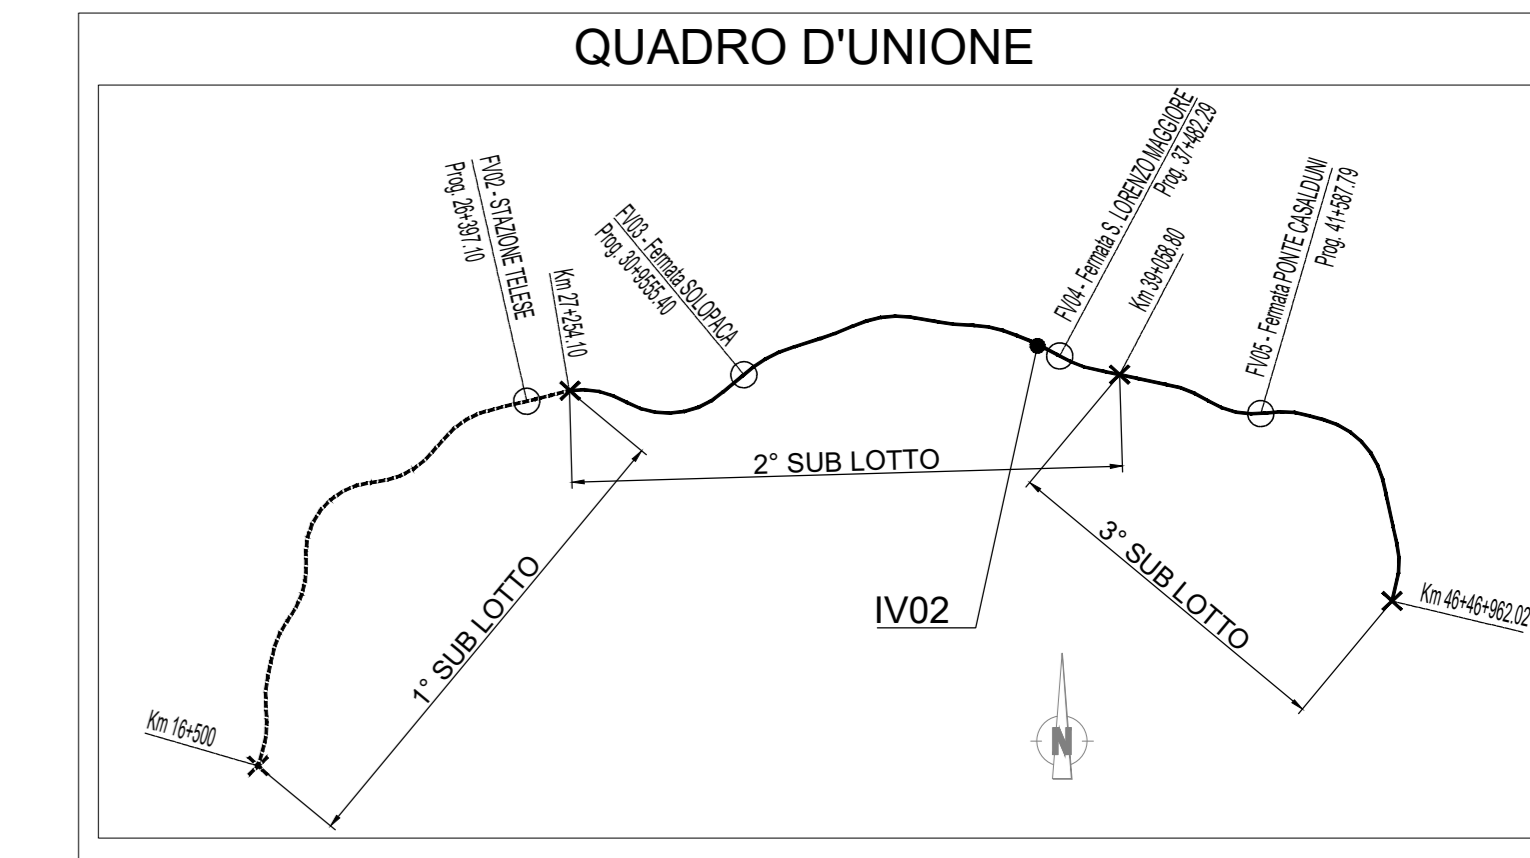 QUADRO D'UNIONE
FV02 - STAZIONE TELESE
Prog. 26+397.10
Km 27+254.10
FV03 - Fermata SOLOPACA
Prog. 30+9555.40
FV04 - Fermata S. LORENZO MAGGIORE
Prog. 37+482.29
Km 39+058.80
FV05 - Fermata PONTE CASALDUNI
Prog. 41+587.79
2° SUB LOTTO
1° SUB LOTTO
3° SUB LOTTO
IV02
Km 46+46+962.02
Km 16+500
N